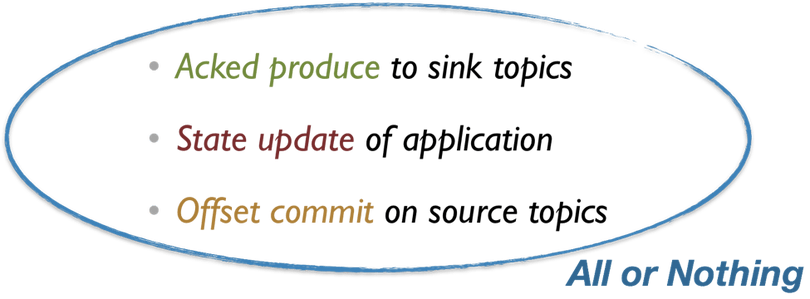 • Acked produce to sink topics
• State update of application
• Offset commit on source topics
All or Nothing